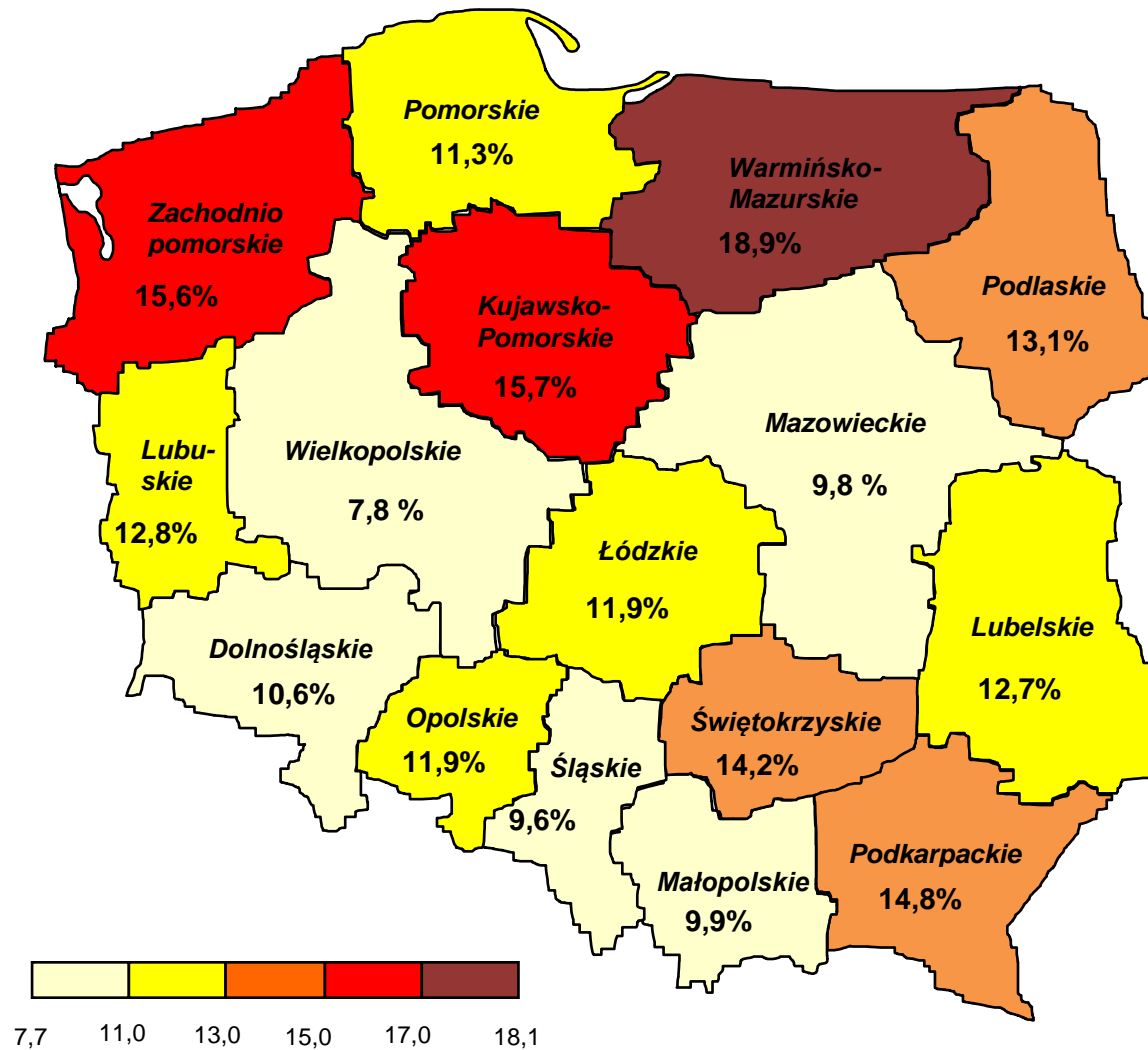 Pomorskie
11,3%
Warmińsko-
Mazurskie
18,9%
Zachodnio
pomorskie
15,6%
Podlaskie
13,1%
Kujawsko-
Pomorskie
15,7%
Mazowieckie
9,8 %
Lubu-
skie
12,8%
Wielkopolskie
7,8 %
Łódzkie
11,9%
Lubelskie
12,7%
Dolnośląskie
10,6%
Opolskie
11,9%
Śląskie
9,6%
Świętokrzyskie
14,2%
Małopolskie
9,9%
Podkarpackie
14,8%
7,7 11,0 13,0 15,0 17,0 18,1